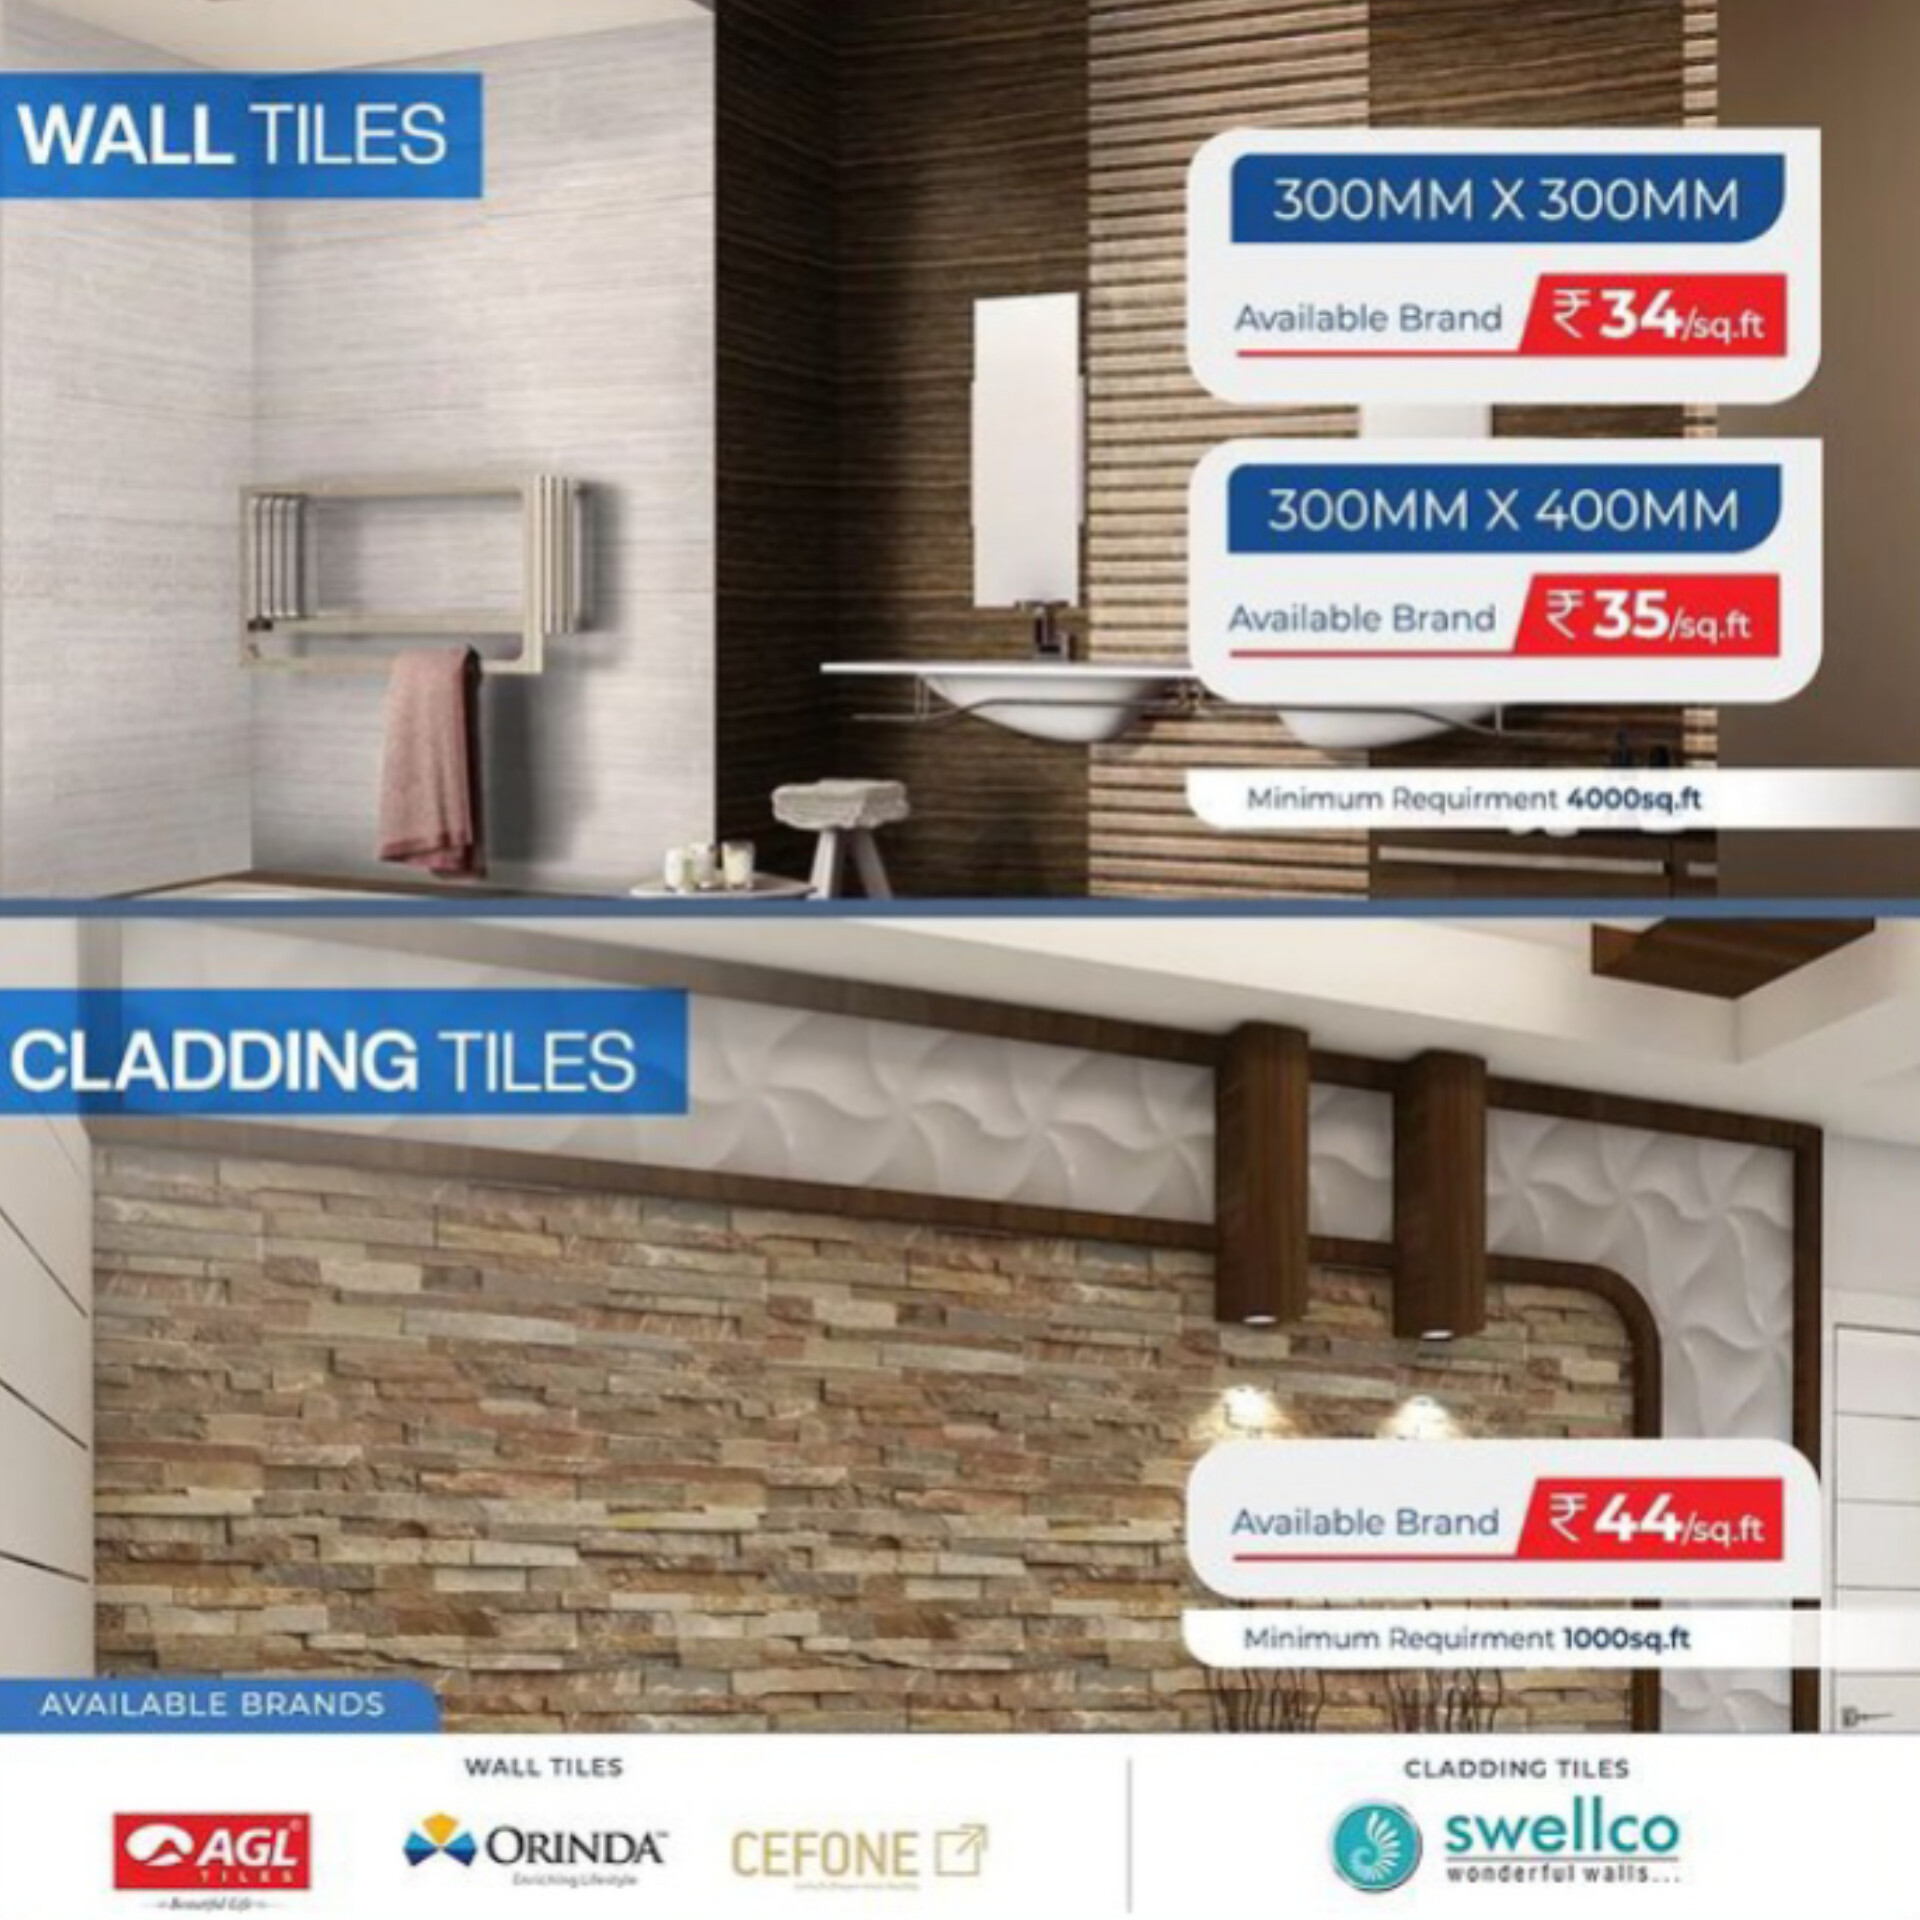 WALL TILES
300MM X 300MM
Available Brand ₹34/sq.ft
300MM X 400MM
Available Brand ₹35/sq.ft
Minimum Requirment 4000sq.ft
CLADDING TILES
Available Brand ₹44/sq.ft
Minimum Requirment 1000sq.ft
AVAILABLE BRANDS
WALL TILES
AGL®
TILES
Beautiful Life
ORINDA™
Enriching Lifestyle
CEFONE
CLADDING TILES
swellco
wonderful walls...